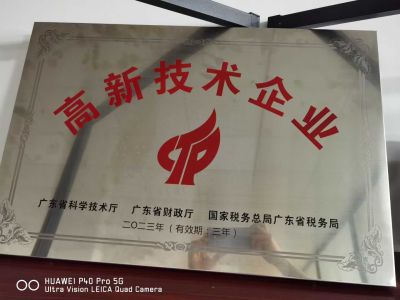 高新技术企业
广东省科学技术厅 广东省财政厅 国家税务总局广东省税务局
二〇二三年（有效期：三年）
HUAWEI P40 Pro 5G
Ultra Vision LEICA Quad Camera